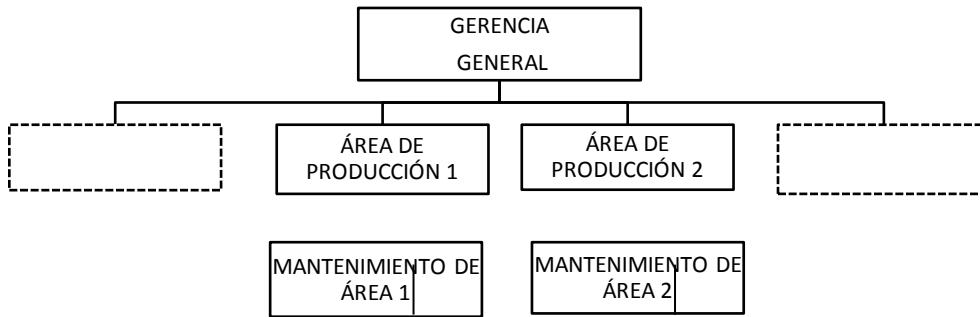 GERENCIA
GENERAL
ÁREA DE
PRODUCCIÓN 1
ÁREA DE
PRODUCCIÓN 2
MANTENIMIENTO DE
ÁREA 1
MANTENIMIENTO DE
ÁREA 2